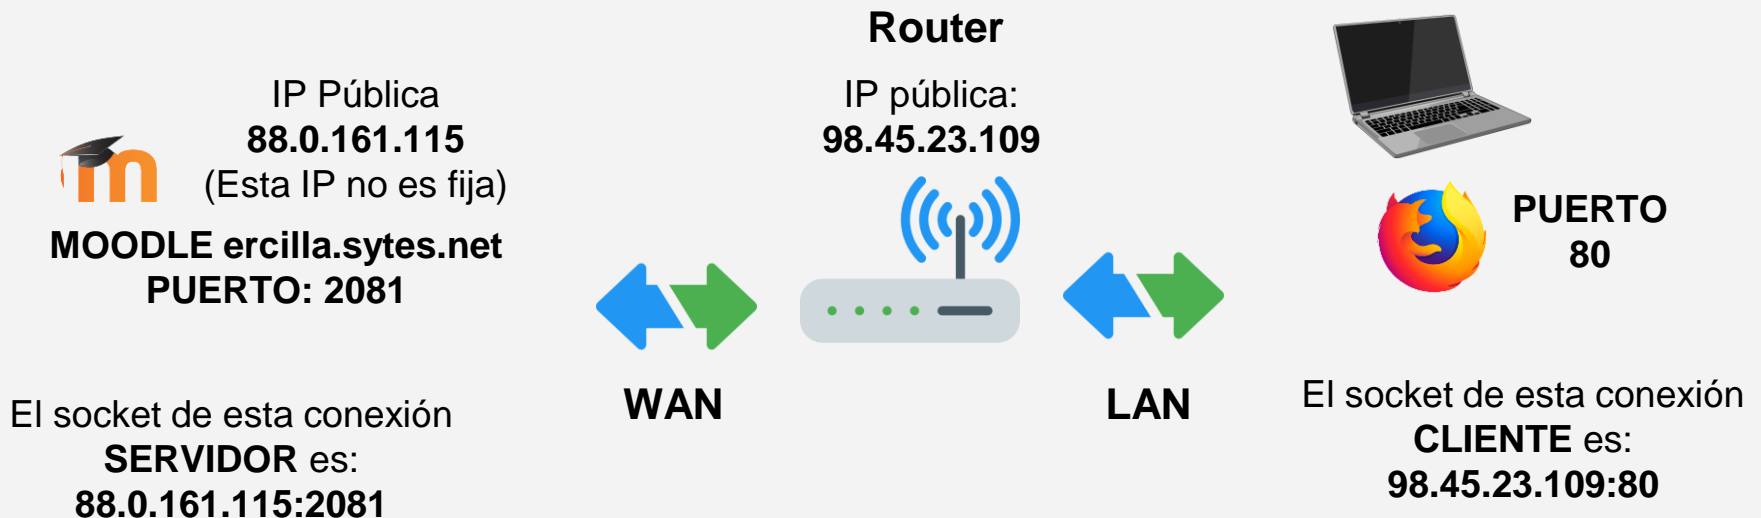 IP Pública
88.0.161.115
(Esta IP no es fija)
MOODLE ercilla.sytes.net
PUERTO: 2081
El socket de esta conexión
SERVIDOR es:
88.0.161.115:2081
Router
IP pública:
98.45.23.109
WAN
LAN
PUERTO
80
El socket de esta conexión
CLIENTE es:
98.45.23.109:80